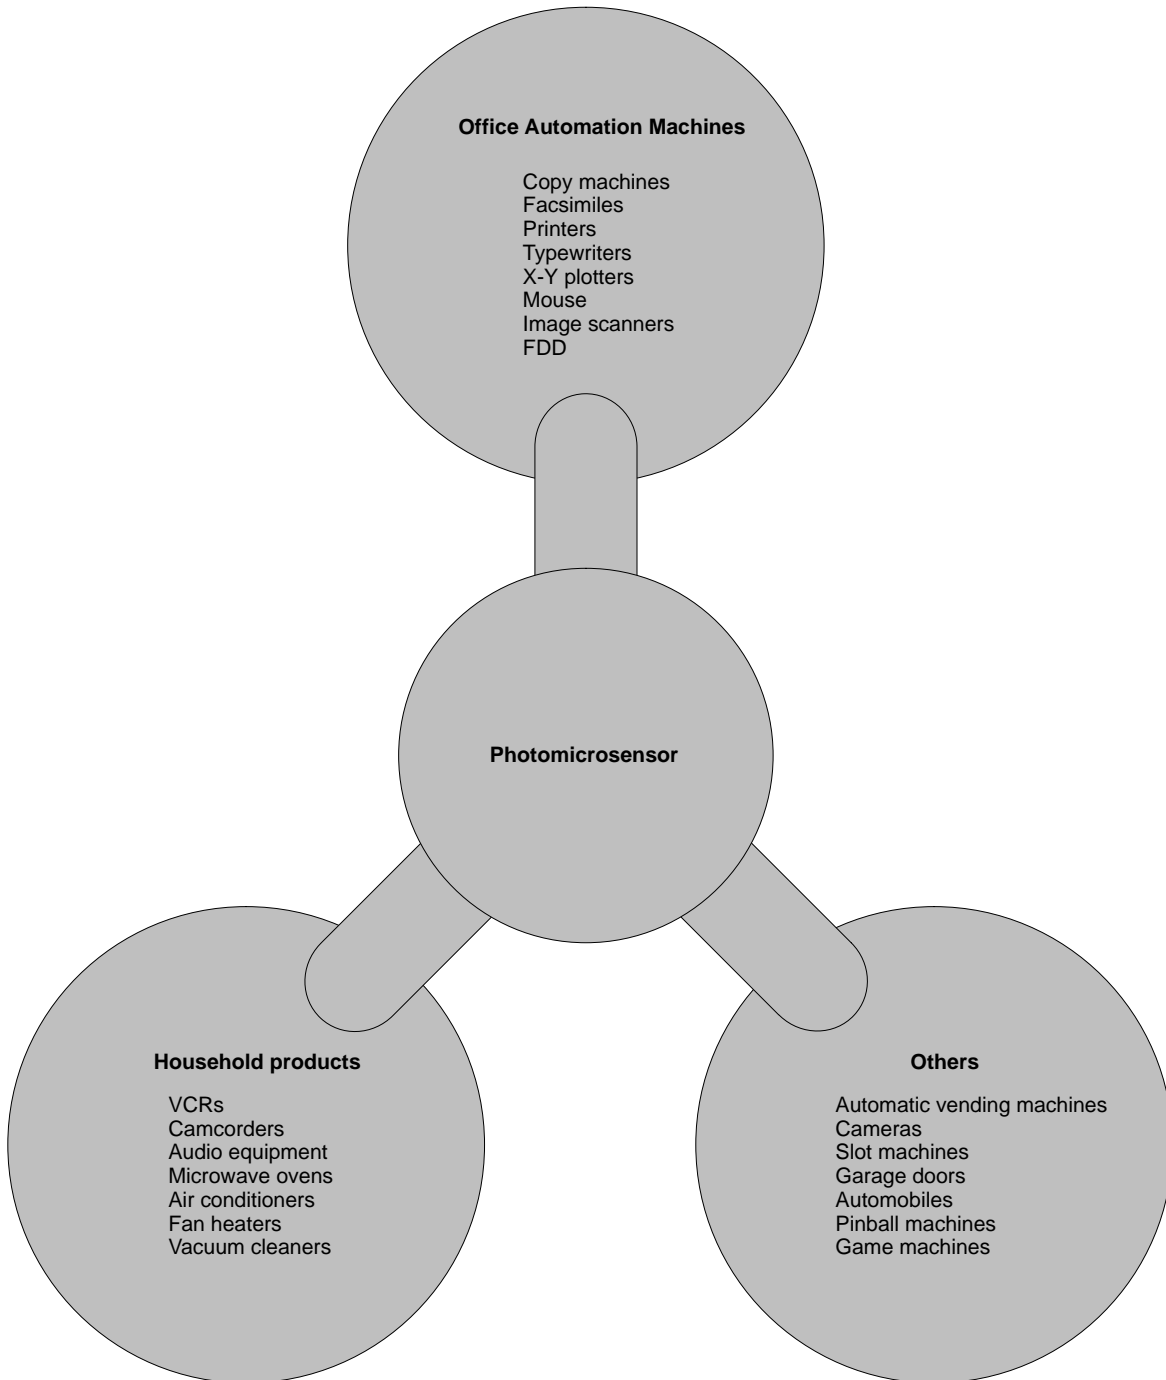 Office Automation Machines
Copy machines
Facsimiles
Printers
Typewriters
X-Y plotters
Mouse
Image scanners
FDD
Photomicrosensor
Household products
VCRs
Camcorders
Audio equipment
Microwave ovens
Air conditioners
Fan heaters
Vacuum cleaners
Others
Automatic vending machines
Cameras
Slot machines
Garage doors
Automobiles
Pinball machines
Game machines